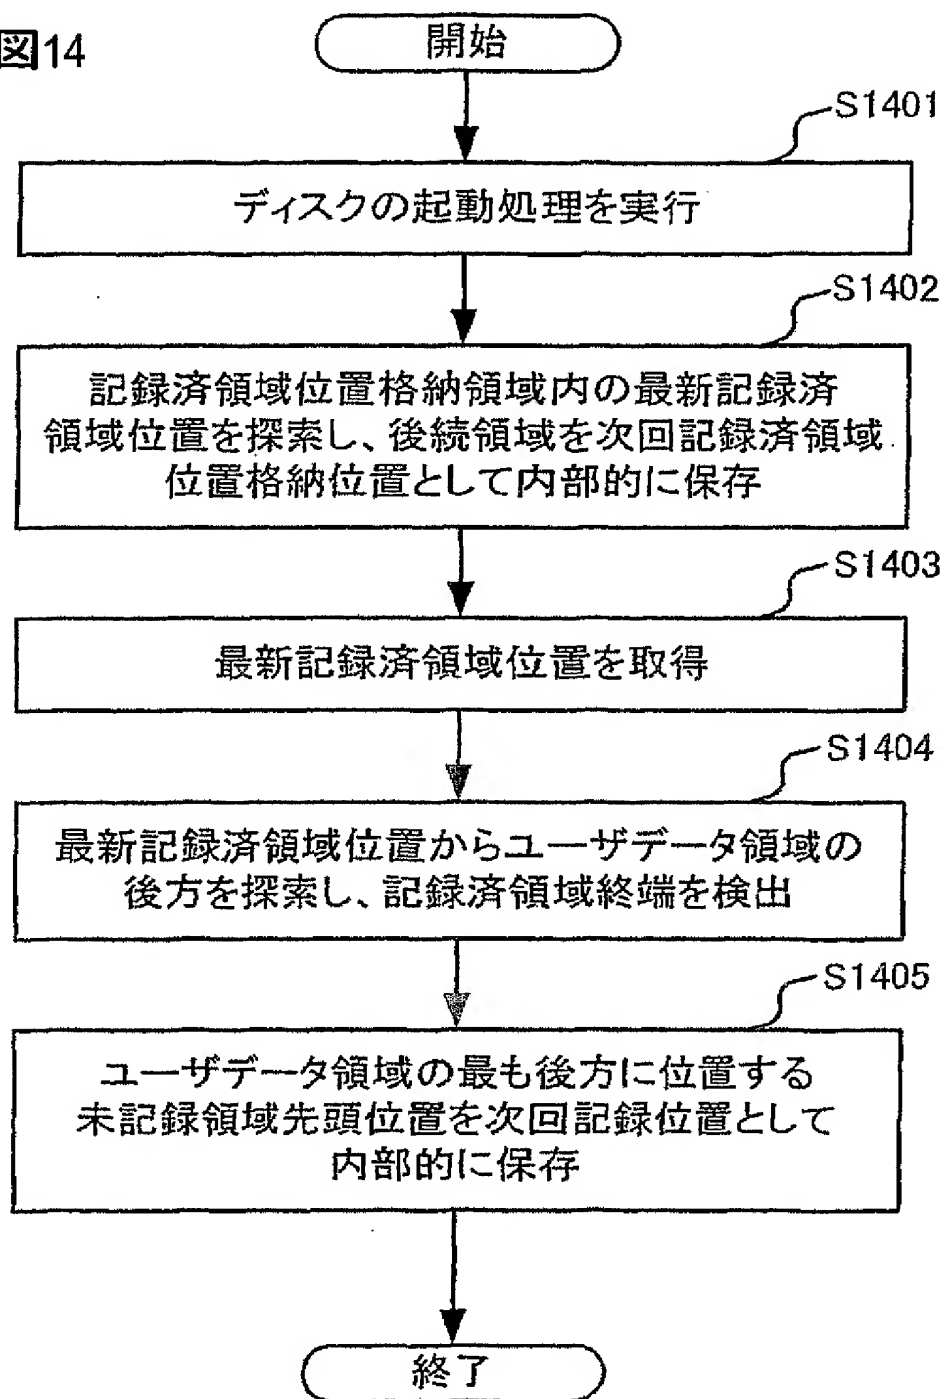 図14
開始
S1401
ディスクの起動処理を実行
S1402
記録済領域位置格納領域内の最新記録済
領域位置を探索し、後続領域を次回記録済領域
位置格納位置として内部的に保存
S1403
最新記録済領域位置を取得
S1404
最新記録済領域位置からユーザデータ領域の
後方を探索し、記録済領域終端を検出
S1405
ユーザデータ領域の最も後方に位置する
未記録領域先頭位置を次回記録位置として
内部的に保存
終了